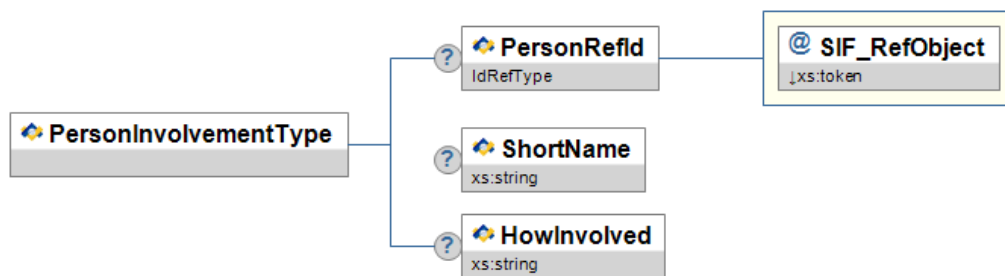 ? PersonRefId
IdRefType
@ SIF_RefObject
↓xs:token
PersonInvolvementType
? ShortName
xs:string
? HowInvolved
xs:string